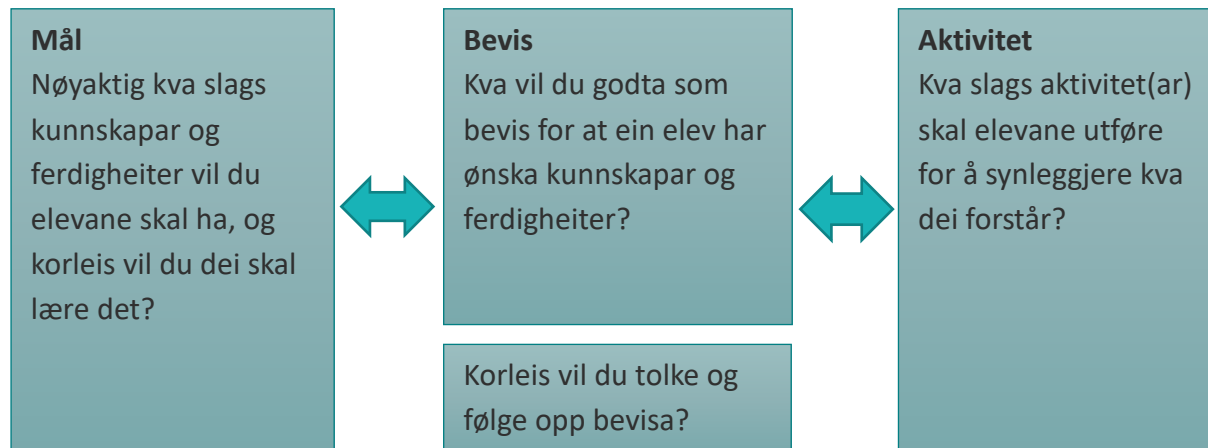 Mål
Nøyaktig kva slags
kunnskapar og
ferdigheiter vil du
elevane skal ha, og
korleis vil du dei skal
lære det?
Bevis
Kva vil du godta som
bevis for at ein elev har
ønska kunnskapar og
ferdigheiter?
Korleis vil du tolke og
følge opp bevisa?
Aktivitet
Kva slags aktivitet(ar)
skal elevane utføre
for å synleggjere kva
dei forstår?